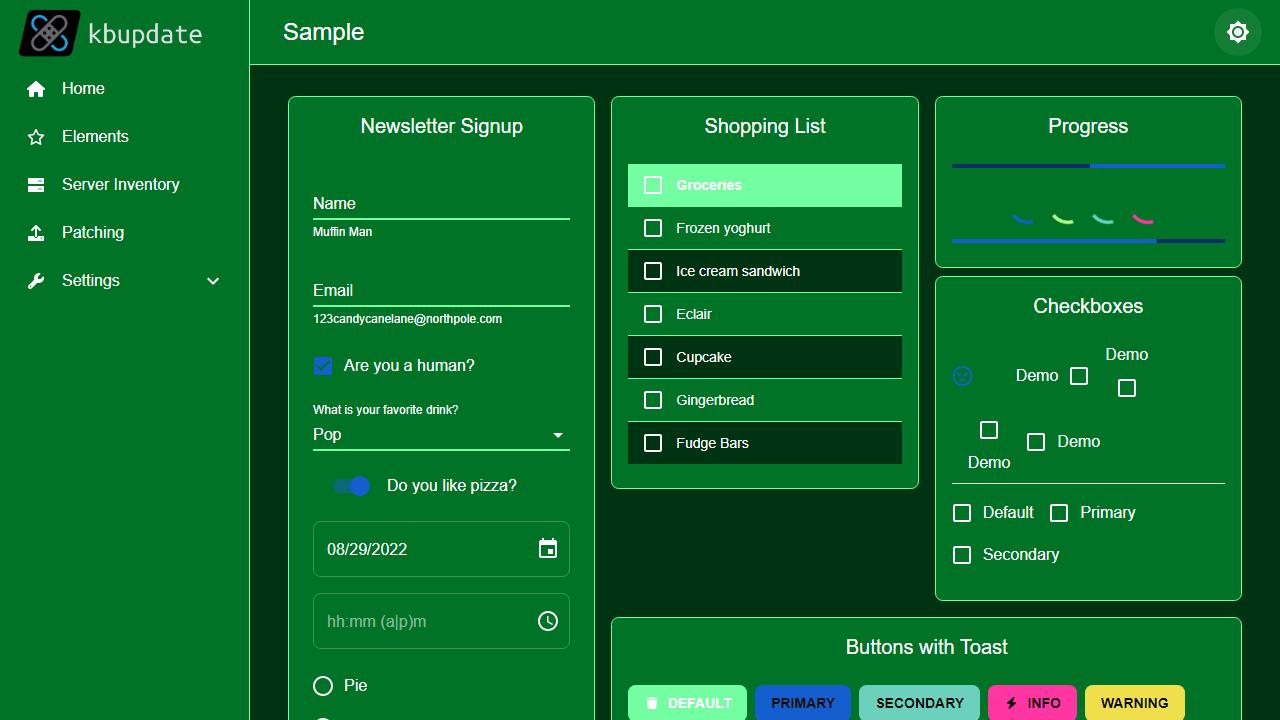 kbupdate
Sample
Home
Elements
Server Inventory
Patching
Settings
Newsletter Signup
Name
Muffin Man
Email
123candycanelane@northpole.com
Are you a human?
What is your favorite drink?
Pop
Do you like pizza?
08/29/2022
hh:mm (a|p)m
Pie
Shopping List
Groceries
Frozen yoghurt
Ice cream sandwich
Eclair
Cupcake
Gingerbread
Fudge Bars
Progress
Checkboxes
Demo
Demo
Demo
Demo
Default Primary
Secondary
Buttons with Toast
DEFAULT PRIMARY SECONDARY INFO WARNING